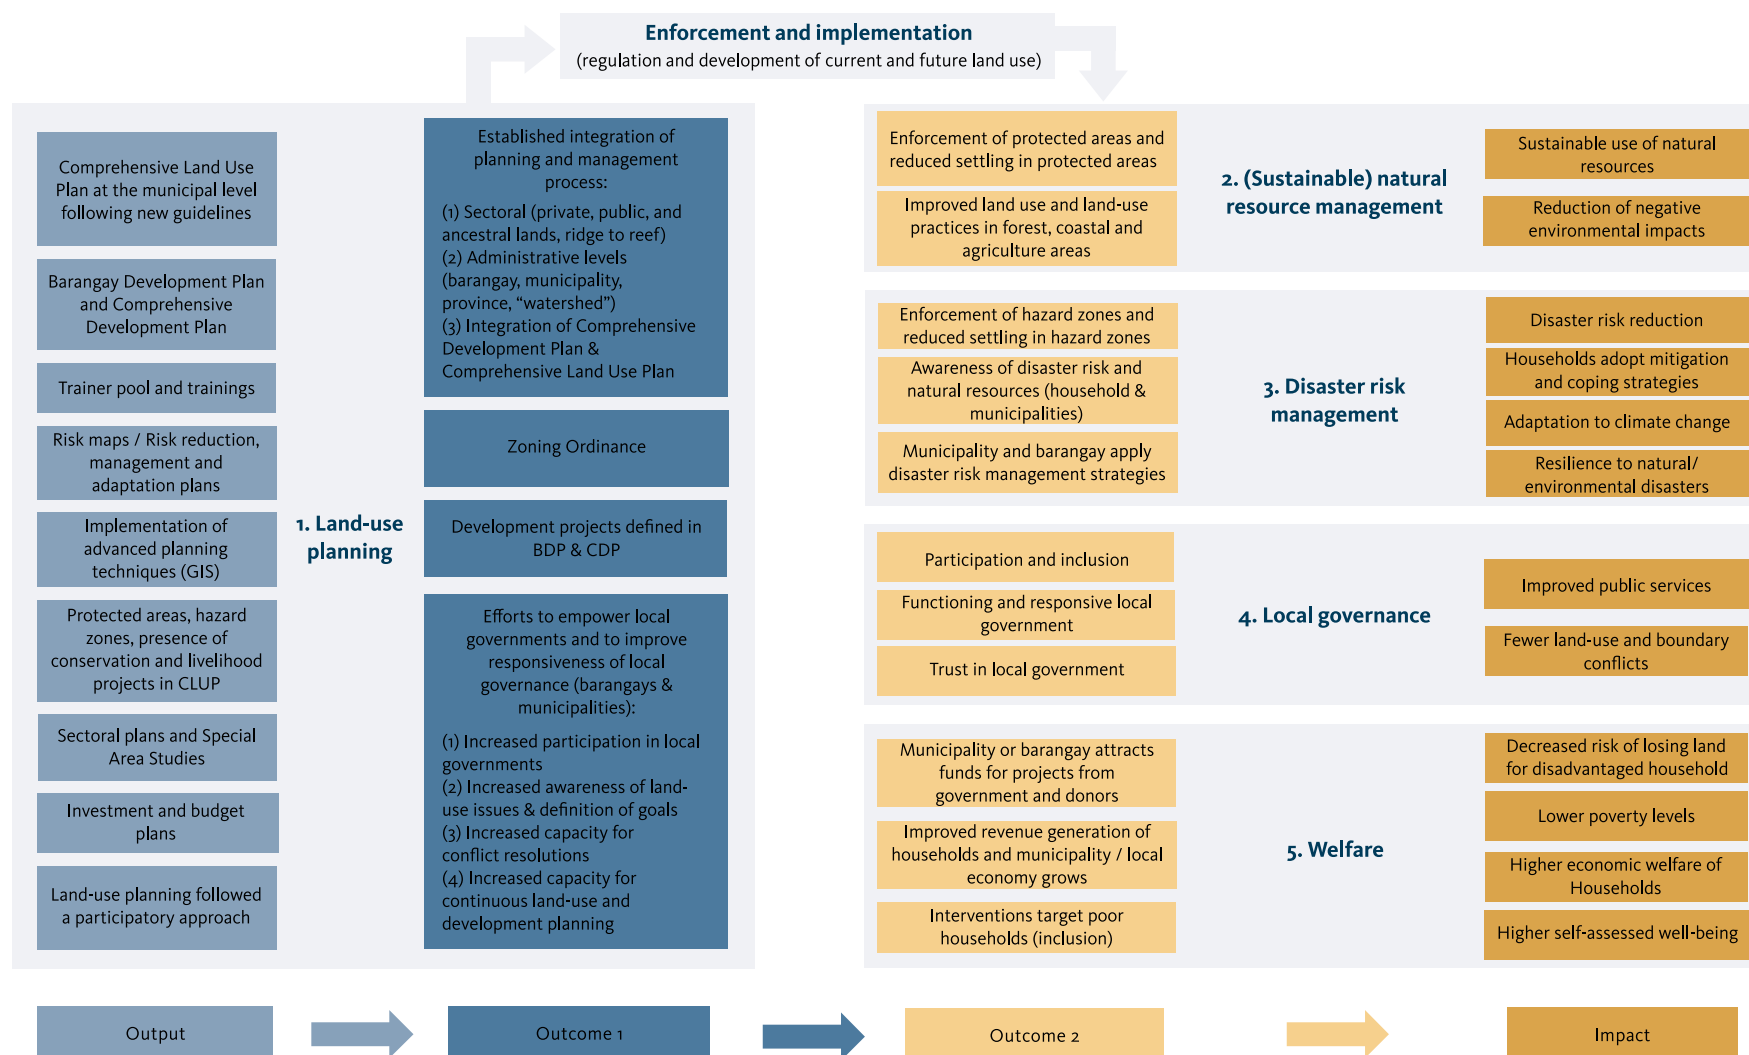 Enforcement and implementation
(regulation and development of current and future land use)
Comprehensive Land Use
Plan at the municipal level
following new guidelines
Barangay Development Plan
and Comprehensive
Development Plan
Trainer pool and trainings
Risk maps / Risk reduction,
management and
adaptation plans
Implementation of
advanced planning
techniques (GIS)
Protected areas, hazard
zones, presence of
conservation and livelihood
projects in CLUP
Sectoral plans and Special
Area Studies
Investment and budget
plans
Land-use planning followed
a participatory approach
1. Land-use
planning
Established integration of
planning and management
process:
(1) Sectoral (private, public, and
ancestral lands, ridge to reef)
(2) Administrative levels
(barangay, municipality,
province, “watershed”)
(3) Integration of Comprehensive
Development Plan &
Comprehensive Land Use Plan
Zoning Ordinance
Development projects defined in
BDP & CDP
Efforts to empower local
governments and to improve
responsiveness of local
governance (barangays &
municipalities):
(1) Increased participation in local
governments
(2) Increased awareness of land-
use issues & definition of goals
(3) Increased capacity for
conflict resolutions
(4) Increased capacity for
continuous land-use and
development planning
Enforcement of protected areas and
reduced settling in protected areas
Improved land use and land-use
practices in forest, coastal and
agriculture areas
2. (Sustainable) natural
resource management
Sustainable use of natural
resources
Reduction of negative
environmental impacts
Enforcement of hazard zones and
reduced settling in hazard zones
Awareness of disaster risk and
natural resources (household &
municipalities)
Municipality and barangay apply
disaster risk management strategies
3. Disaster risk
management
Disaster risk reduction
Households adopt mitigation
and coping strategies
Adaptation to climate change
Resilience to natural/
environmental disasters
Participation and inclusion
Functioning and responsive local
government
Trust in local government
4. Local governance
Improved public services
Fewer land-use and boundary
conflicts
Municipality or barangay attracts
funds for projects from
government and donors
Improved revenue generation of
households and municipality / local
economy grows
Interventions target poor
households (inclusion)
5. Welfare
Decreased risk of losing land
for disadvantaged household
Lower poverty levels
Higher economic welfare of
Households
Higher self-assessed well-being
Output
Outcome 1
Outcome 2
Impact